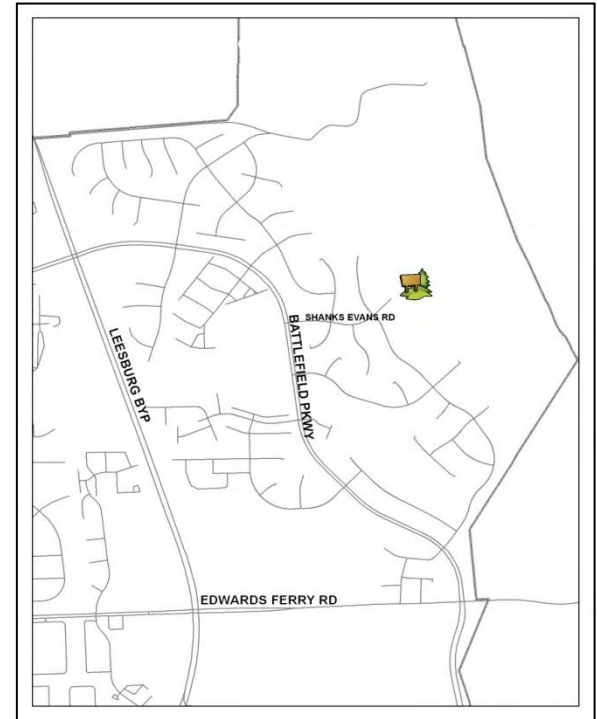 SHANKS EVANS RD
BATTLEFIELD PKWY
LEESBURG BYP
EDWARDS FERRY RD